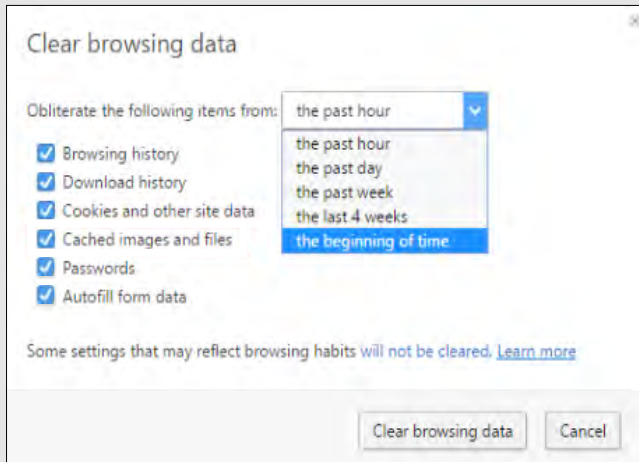 Clear browsing data
Obliterate the following items from: the past hour
the past hour
the past day
the past week
the last 4 weeks
the beginning of time
Browsing history
Download history
Cookies and other site data
Cached images and files
Passwords
Autofill form data
Some settings that may reflect browsing habits will not be cleared. Learn more
Clear browsing data Cancel